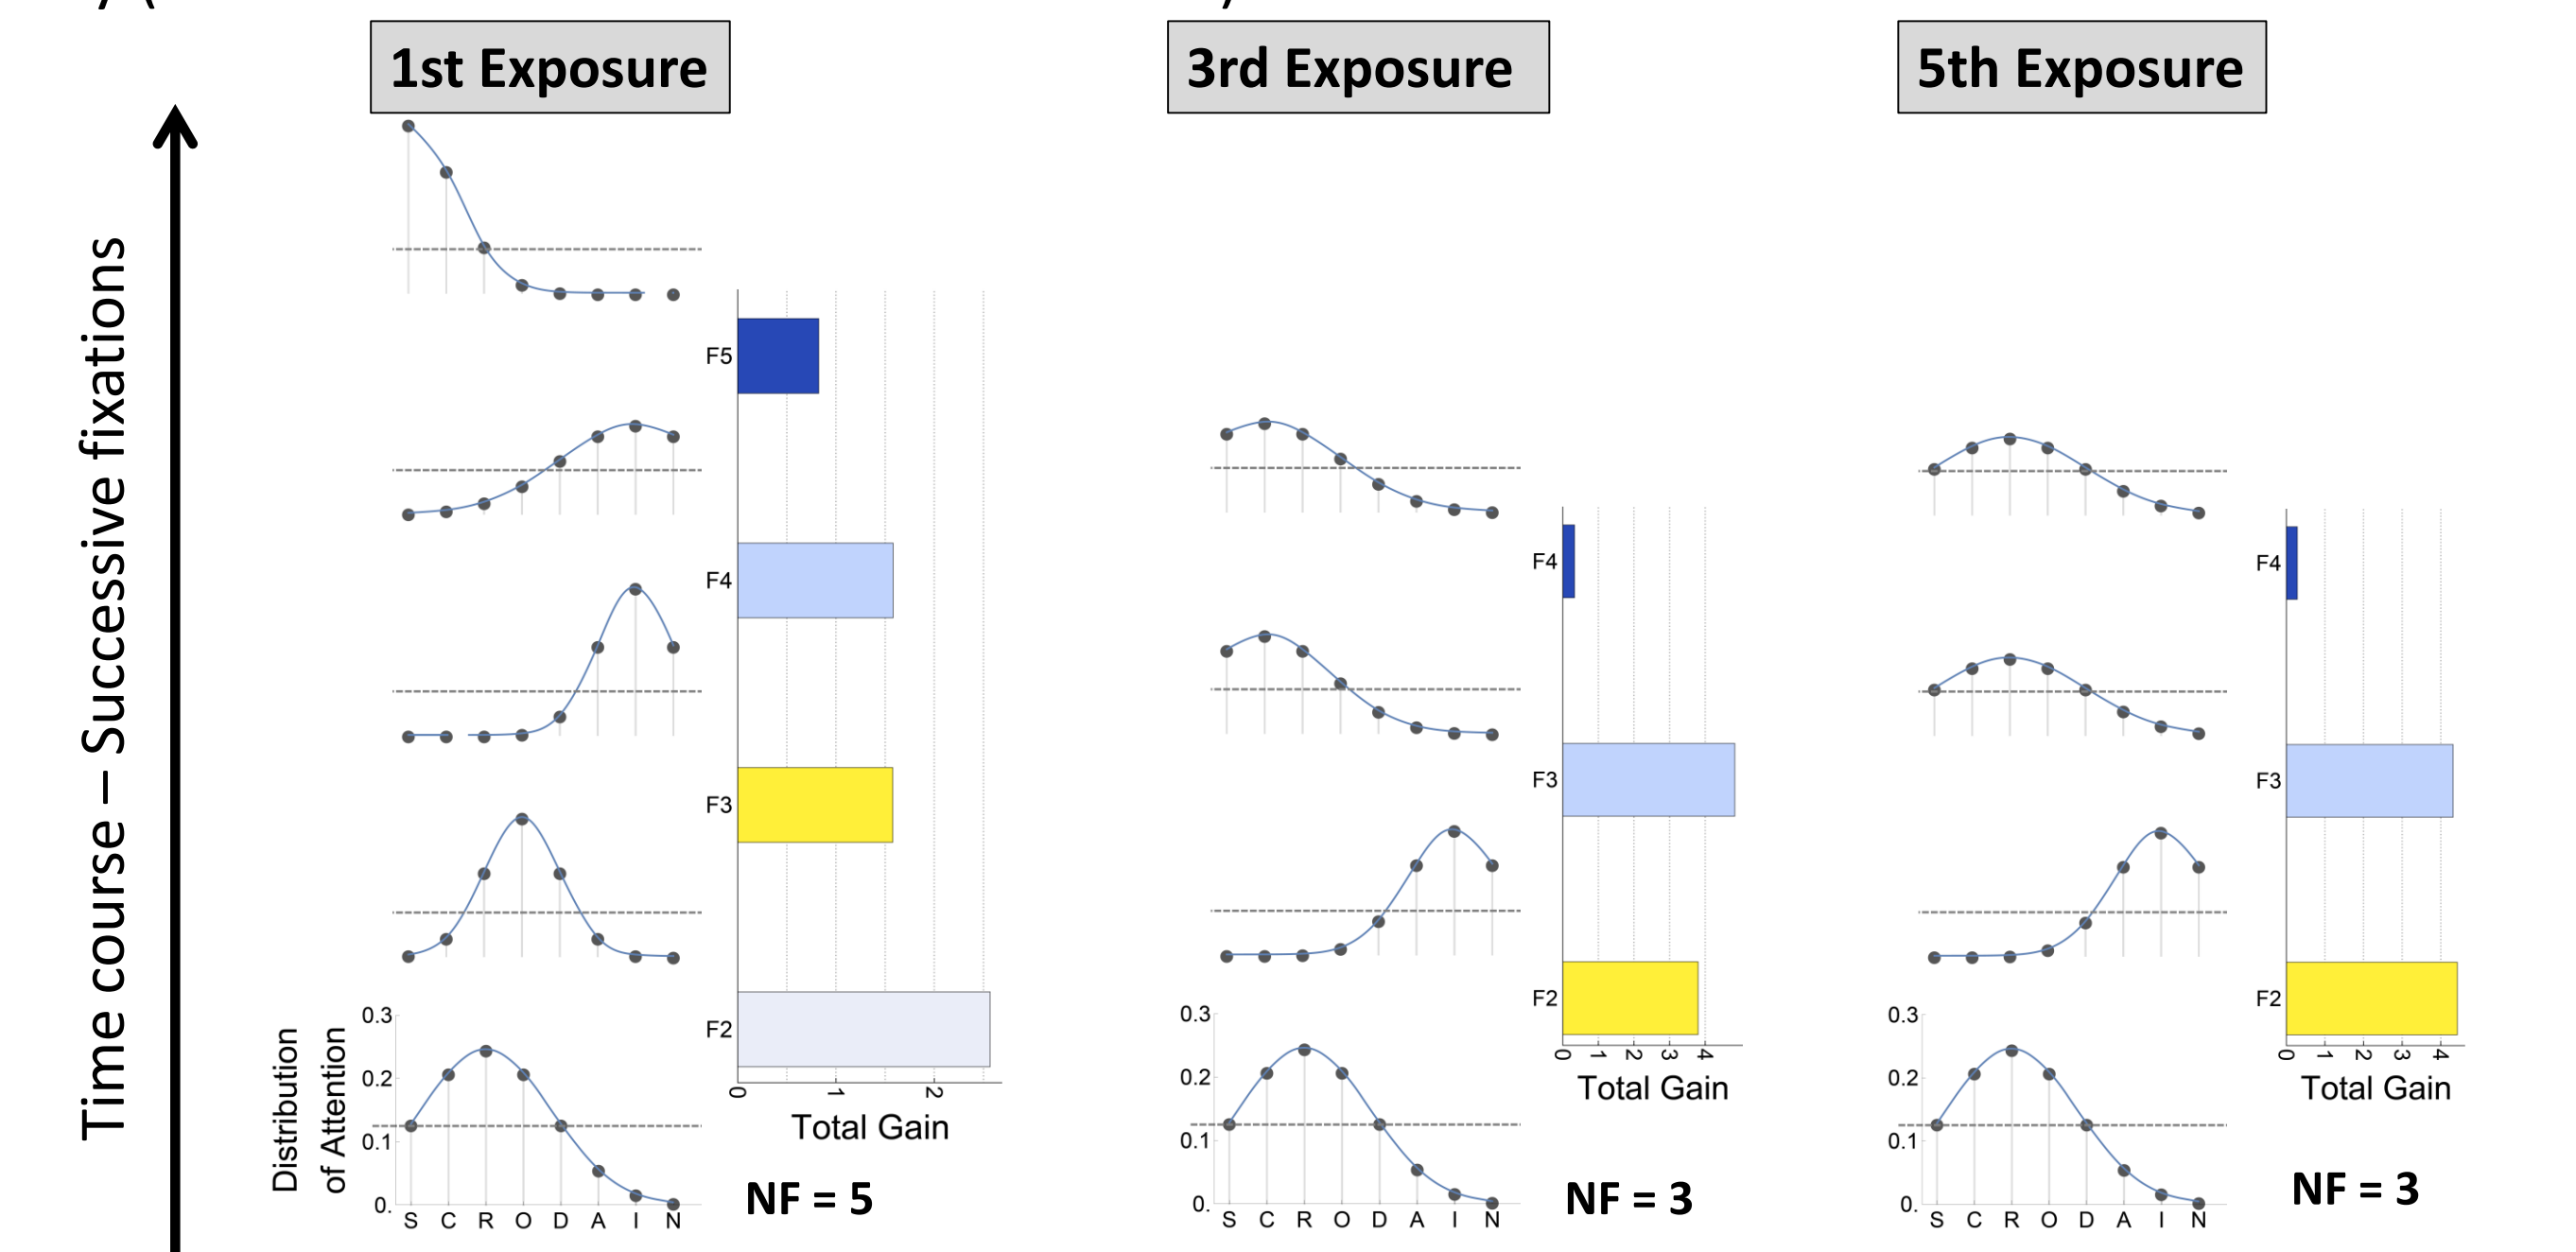 1st Exposure
3rd Exposure
5th Exposure
Time course – Successive fixations
F5
F4
F3
F2
0 1 2
Total Gain
NF = 5
Distribution
of Attention
0.3
0.2
0.1
0.
S C R O D A I N
F4
F3
F2
0 1 2 3 4
Total Gain
NF = 3
0.3
0.2
0.1
0.
S C R O D A I N
F4
F3
F2
0 1 2 3 4
Total Gain
NF = 3
0.3
0.2
0.1
0.
S C R O D A I N